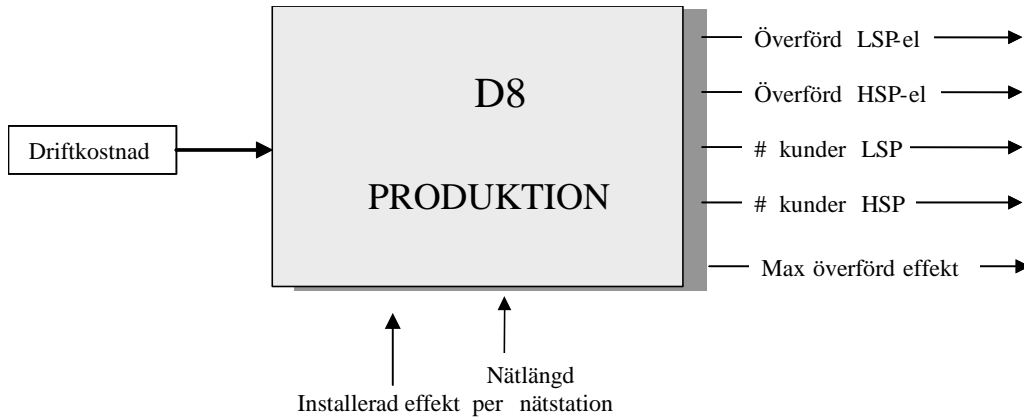 Överförd LSP-el
D8
Överförd HSP-el
Driftkostnad
# kunder LSP
PRODUKTION
# kunder HSP
Max överförd effekt
Nätlängd
Installerad effekt per nätstation